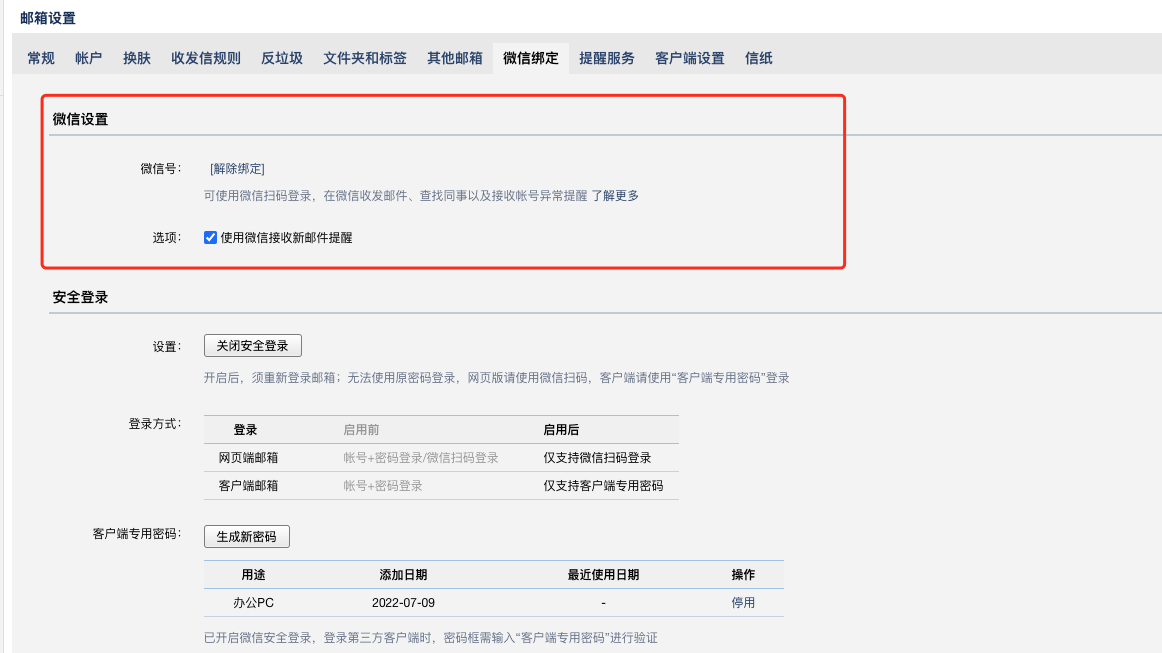 邮箱设置
常规 帐户 换肤 收发信规则 反垃圾 文件夹和标签 其他邮箱 微信绑定 提醒服务 客户端设置 信纸
微信设置
微信号： [解除绑定]
可使用微信扫码登录，在微信收发邮件、查找同事以及接收帐号异常提醒 了解更多
选项： 使用微信接收新邮件提醒
安全登录
设置： 关闭安全登录
开启后，须重新登录邮箱；无法使用原密码登录，网页版请使用微信扫码，客户端请使用“客户端专用密码”登录
登录方式：
登录 启用前 启用后
网页端邮箱 帐号+密码登录/微信扫码登录 仅支持微信扫码登录
客户端邮箱 帐号+密码登录 仅支持客户端专用密码
客户端专用密码： 生成新密码
用途 添加日期 最近使用日期 操作
办公PC 2022-07-09 - 停用
已开启微信安全登录，登录第三方客户端时，密码框需输入“客户端专用密码”进行验证